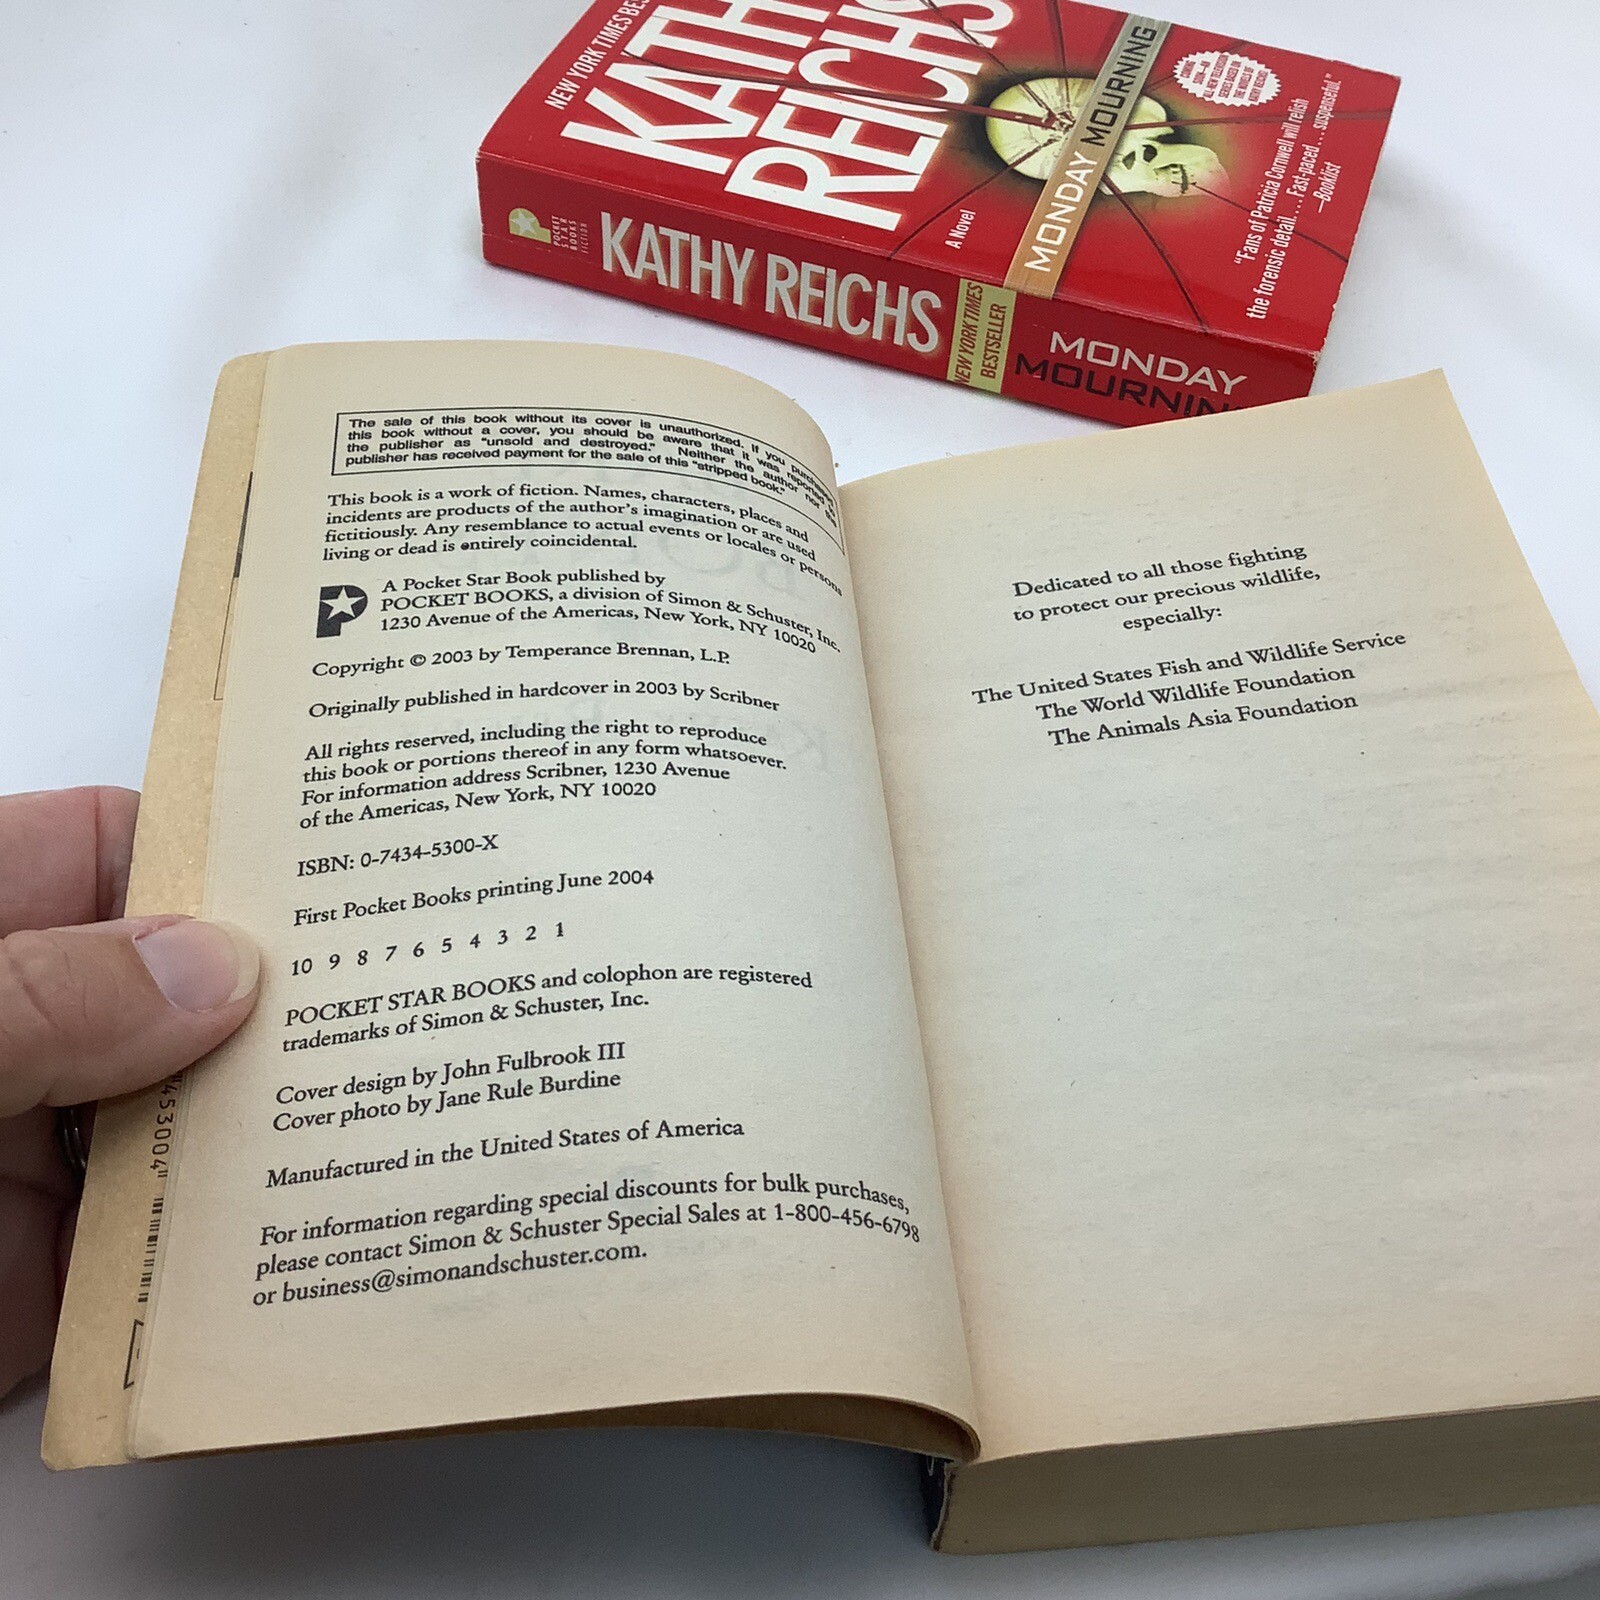 NEW YORK TIMES BES
KATH
REICHS
A Novel
MONDAY MOURNING
"Fans of Patricia Cornwell will relish
the forensic detail. . . . Fast-paced . . . suspenseful."
—Booklist
POCKET
STAR
BOOKS
FICTION
KATHY REICHS
NEW YORK TIMES
BESTSELLER
MONDAY
MOURNING
The sale of this book without its cover is unauthorized. If you purchased
this book without a cover, you should be aware that it was reported to
the publisher as "unsold and destroyed." Neither the author nor the
publisher has received payment for the sale of this "stripped book."
This book is a work of fiction. Names, characters, places and
incidents are products of the author's imagination or are used
fictitiously. Any resemblance to actual events or locales or persons
living or dead is entirely coincidental.
A Pocket Star Book published by
POCKET BOOKS, a division of Simon & Schuster, Inc.
1230 Avenue of the Americas, New York, NY 10020
Copyright © 2003 by Temperance Brennan, L.P.
Originally published in hardcover in 2003 by Scribner
All rights reserved, including the right to reproduce
this book or portions thereof in any form whatsoever.
For information address Scribner, 1230 Avenue
of the Americas, New York, NY 10020
ISBN: 0-7434-5300-X
First Pocket Books printing June 2004
10 9 8 7 6 5 4 3 2 1
POCKET STAR BOOKS and colophon are registered
trademarks of Simon & Schuster, Inc.
Cover design by John Fulbrook III
Cover photo by Jane Rule Burdine
Manufactured in the United States of America
For information regarding special discounts for bulk purchases,
please contact Simon & Schuster Special Sales at 1-800-456-6798
or business@simonandschuster.com.
453004
Dedicated to all those fighting
to protect our precious wildlife,
especially:
The United States Fish and Wildlife Service
The World Wildlife Foundation
The Animals Asia Foundation